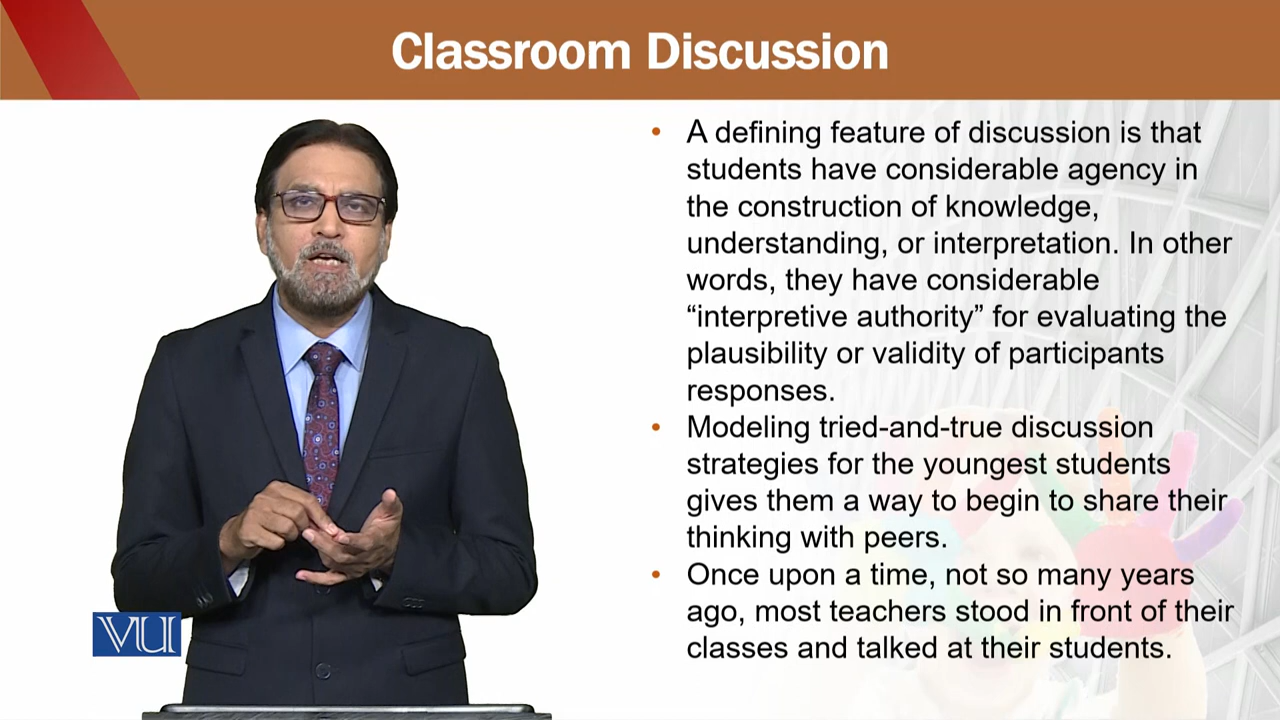 Classroom Discussion
• A defining feature of discussion is that
students have considerable agency in
the construction of knowledge,
understanding, or interpretation. In other
words, they have considerable
“interpretive authority” for evaluating the
plausibility or validity of participants
responses.
• Modeling tried-and-true discussion
strategies for the youngest students
gives them a way to begin to share their
thinking with peers.
• Once upon a time, not so many years
ago, most teachers stood in front of their
classes and talked at their students.
VU